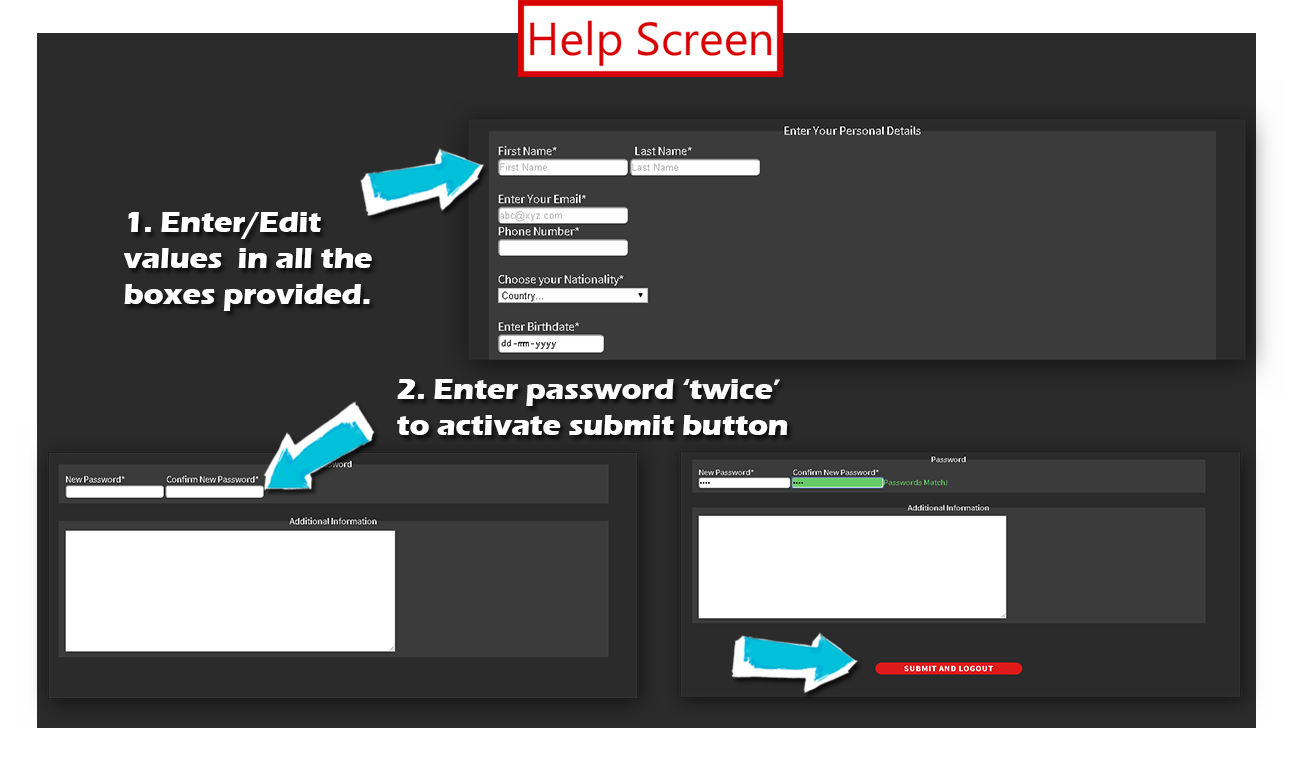 Help Screen
Enter Your Personal Details
First Name* Last Name*
First Name Last Name
Enter Your Email*
abc@xyz.com
Phone Number*
Choose your Nationality*
Country...
Enter Birthdate*
dd-mm-yyyy
1. Enter/Edit
values in all the
boxes provided.
2. Enter password ‘twice’
to activate submit button
New Password* Confirm New Password*
Additional Information
Password
New Password* Confirm New Password*
Passwords Match!
Additional Information
SUBMIT AND LOGOUT